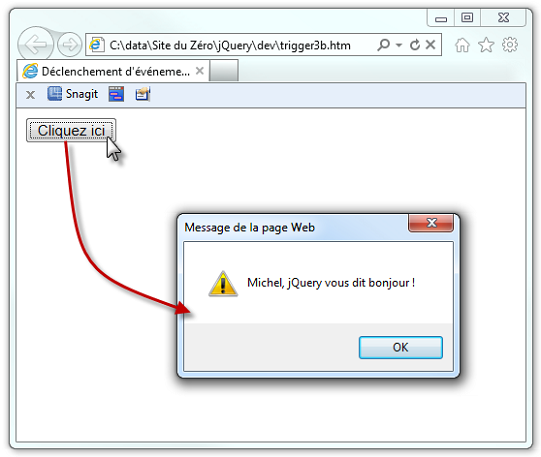 C:\data\Site du Zéro\jQuery\dev\trigger3b.htm
Déclenchement d'événeme...
x Snagit
Cliquez ici
Message de la page Web
Michel, jQuery vous dit bonjour !
OK